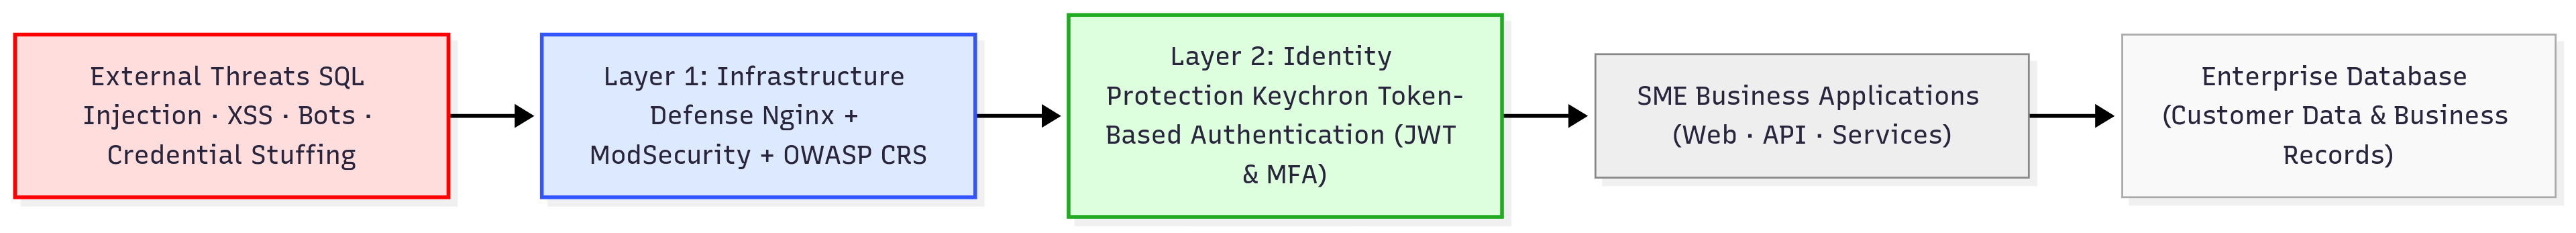 External Threats SQL
Injection · XSS · Bots ·
Credential Stuffing
Layer 1: Infrastructure
Defense Nginx +
ModSecurity + OWASP CRS
Layer 2: Identity
Protection Keychron Token-
Based Authentication (JWT
& MFA)
SME Business Applications
(Web · API · Services)
Enterprise Database
(Customer Data & Business
Records)